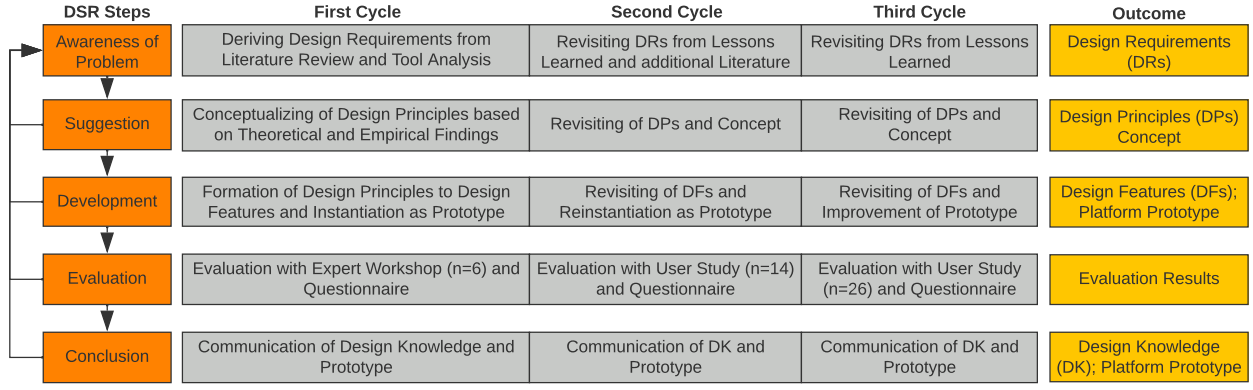 DSR Steps
First Cycle
Second Cycle
Third Cycle
Outcome
Awareness of
Problem
Deriving Design Requirements from
Literature Review and Tool Analysis
Revisiting DRs from Lessons
Learned and additional Literature
Revisiting DRs from Lessons
Learned
Design Requirements
(DRs)
Suggestion
Conceptualizing of Design Principles based
on Theoretical and Empirical Findings
Revisiting of DPs and Concept
Revisiting of DPs and
Concept
Design Principles (DPs)
Concept
Development
Formation of Design Principles to Design
Features and Instantiation as Prototype
Revisiting of DFs and
Reinstantiation as Prototype
Revisiting of DFs and
Improvement of Prototype
Design Features (DFs);
Platform Prototype
Evaluation
Evaluation with Expert Workshop (n=6) and
Questionnaire
Evaluation with User Study (n=14)
and Questionnaire
Evaluation with User Study
(n=26) and Questionnaire
Evaluation Results
Conclusion
Communication of Design Knowledge and
Prototype
Communication of DK and
Prototype
Communication of DK and
Prototype
Design Knowledge
(DK); Platform Prototype